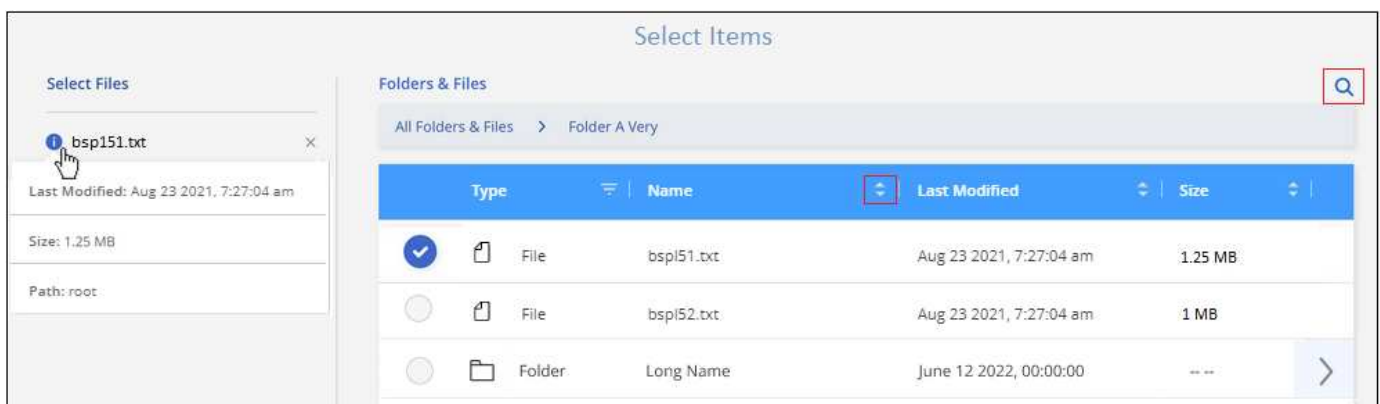 Select Items
Select Files
Folders & Files
bsp151.txt
All Folders & Files > Folder A Very
Last Modified: Aug 23 2021, 7:27:04 am
Size: 1.25 MB
Path: root
Type Name Last Modified Size
File bspl51.txt Aug 23 2021, 7:27:04 am 1.25 MB
File bspl52.txt Aug 23 2021, 7:27:04 am 1 MB
Folder Long Name June 12 2022, 00:00:00 -- --